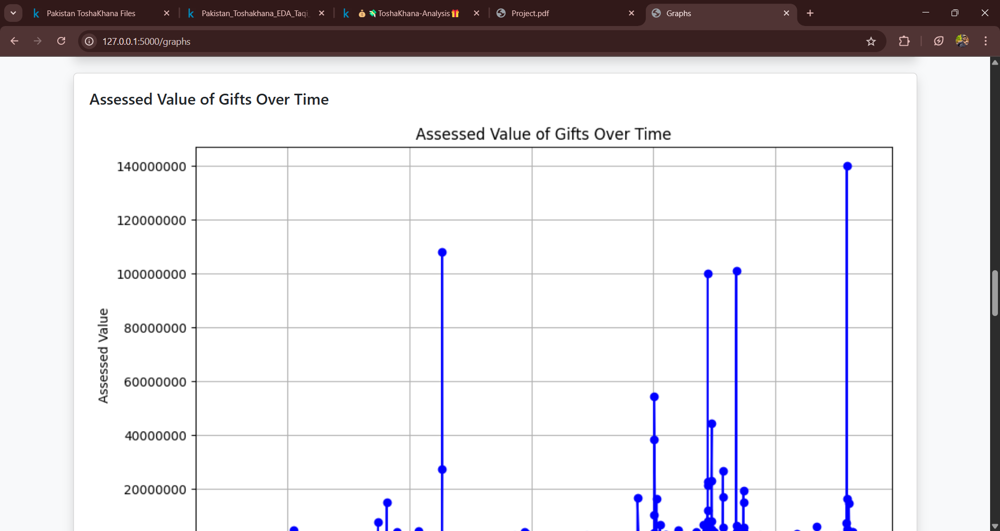 Pakistan ToshaKhana Files
Pakistan_Toshakhana_EDA_Taqi_
💰💸ToshaKhana-Analysis🎁
Project.pdf
Graphs
127.0.0.1:5000/graphs
Assessed Value of Gifts Over Time
Assessed Value of Gifts Over Time
140000000
120000000
100000000
80000000
60000000
40000000
20000000
Assessed Value